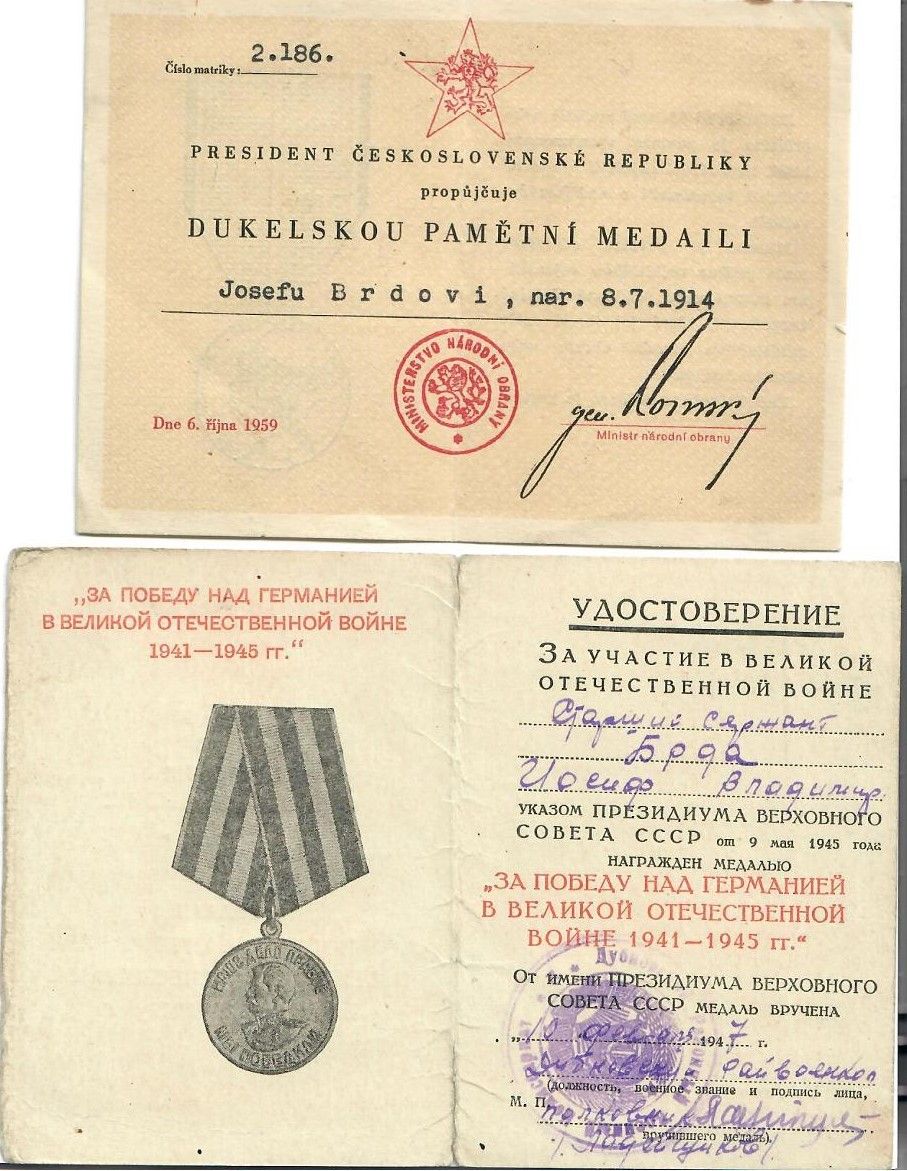 Číslo matriky: 2.186.
PRESIDENT ČESKOSLOVENSKÉ REPUBLIKY
propůjčuje
DUKELSKOU PAMĚTNÍ MEDAILI
Josefu Brdovi, nar. 8.7.1914
MINISTERSTVO NÁRODNÍ OBRANY
Dne 6. října 1959
gen.
Ministr národní obrany
„ЗА ПОБЕДУ НАД ГЕРМАНИЕЙ
В ВЕЛИКОЙ ОТЕЧЕСТВЕННОЙ ВОЙНЕ
1941—1945 гг.“
НАШЕ ДЕЛО ПРАВОЕ
МЫ ПОБЕДИЛИ
УДОСТОВЕРЕНИЕ
ЗА УЧАСТИЕ В ВЕЛИКОЙ
ОТЕЧЕСТВЕННОЙ ВОЙНЕ
Старший сержант
Брда
Иосиф Владимир.
УКАЗОМ ПРЕЗИДИУМА ВЕРХОВНОГО
СОВЕТА СССР от 9 мая 1945 года
НАГРАЖДЕН МЕДАЛЬЮ
„ЗА ПОБЕДУ НАД ГЕРМАНИЕЙ
В ВЕЛИКОЙ ОТЕЧЕСТВЕННОЙ
ВОЙНЕ 1941—1945 гг.“
От имени ПРЕЗИДИУМА ВЕРХОВНОГО
СОВЕТА СССР МЕДАЛЬ ВРУЧЕНА
февраля 1947 г.
райвоенком
(должность, военное звание и подпись лица,
М. П. полковник
вручившего медаль).